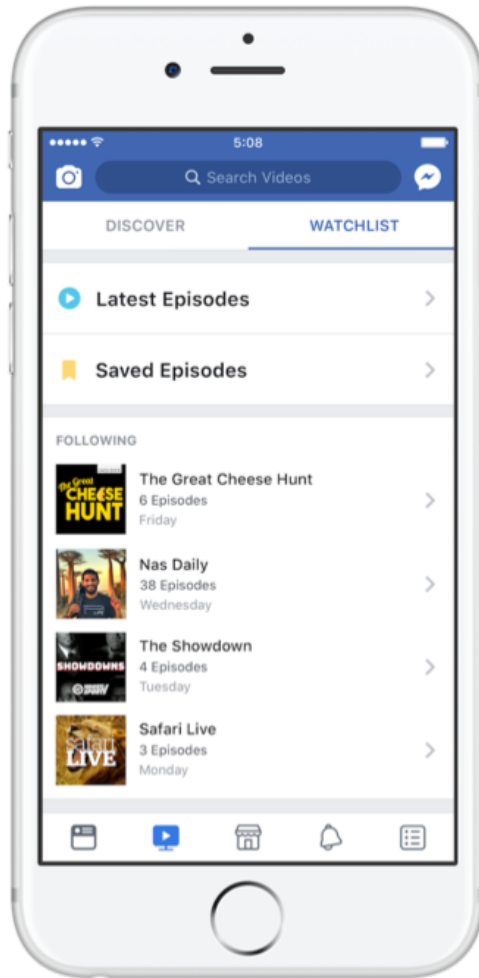 5:08
Search Videos
DISCOVER
WATCHLIST
Latest Episodes
Saved Episodes
FOLLOWING
The Great
CHEESE
HUNT
The Great Cheese Hunt
6 Episodes
Friday
Nas Daily
38 Episodes
Wednesday
SHOWDOWNS
The Showdown
4 Episodes
Tuesday
safari
LIVE
Safari Live
3 Episodes
Monday